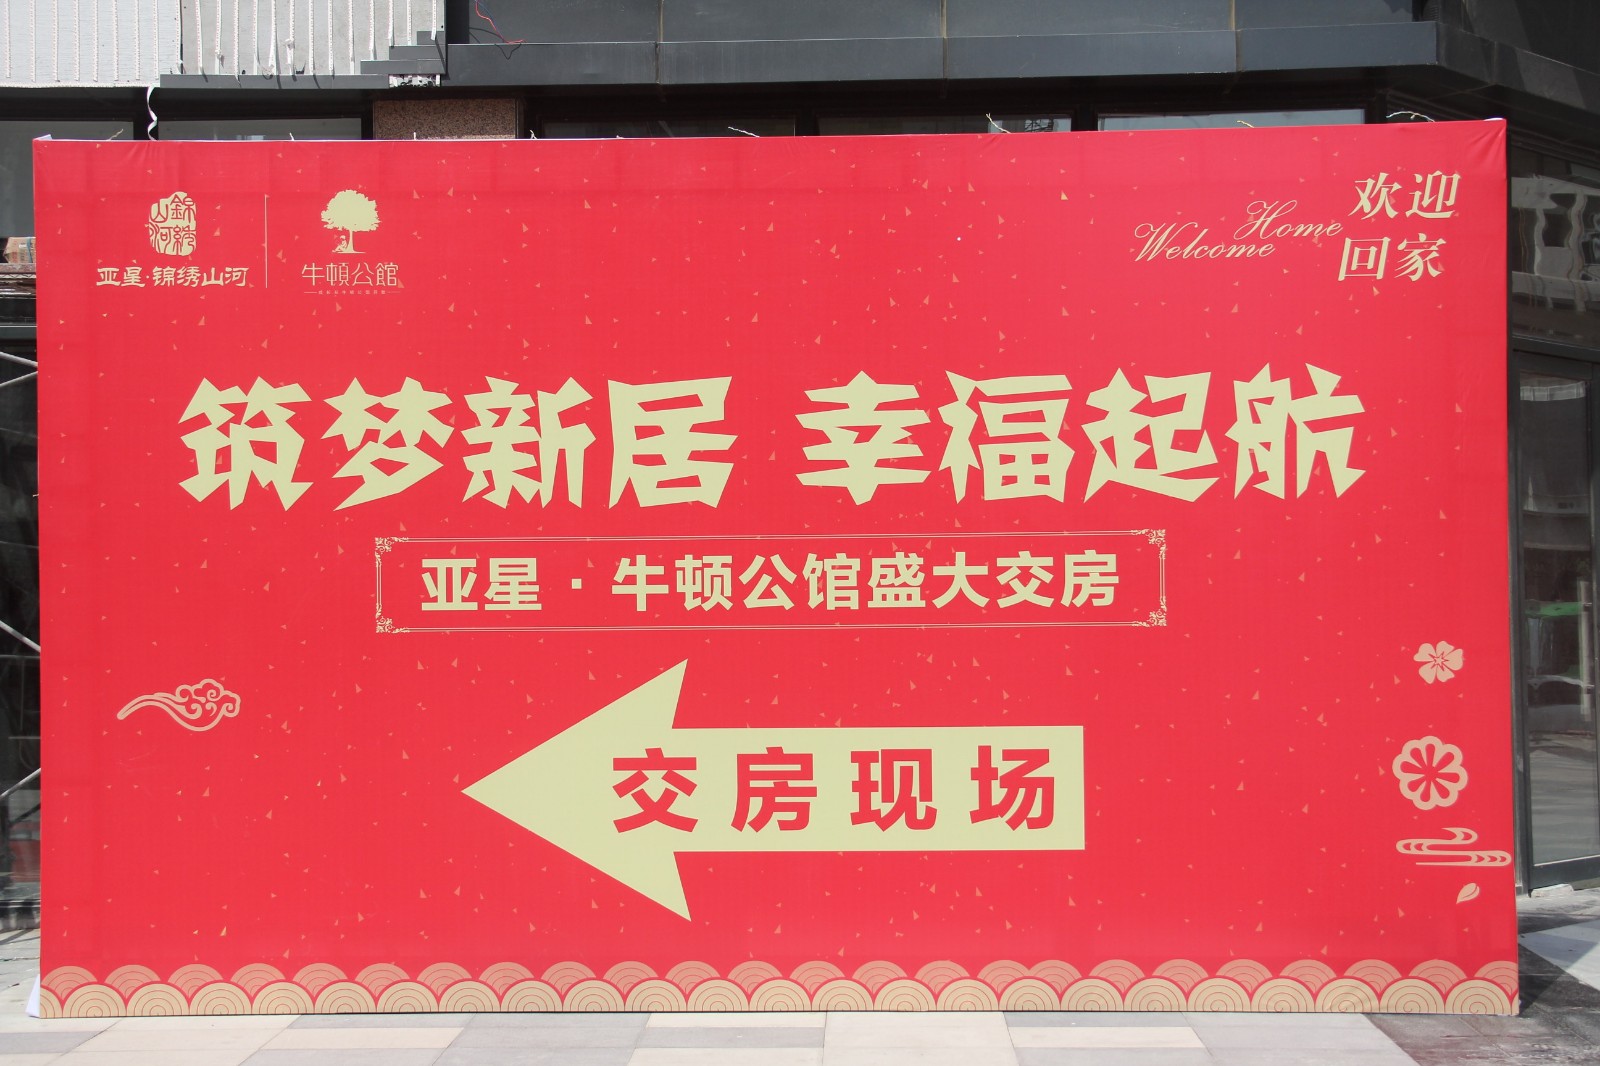 錦绣山河
亚星·锦绣山河
牛頓公館
Welcome Home
欢迎
回家
筑梦新居 幸福起航
亚星·牛顿公馆盛大交房
交房现场